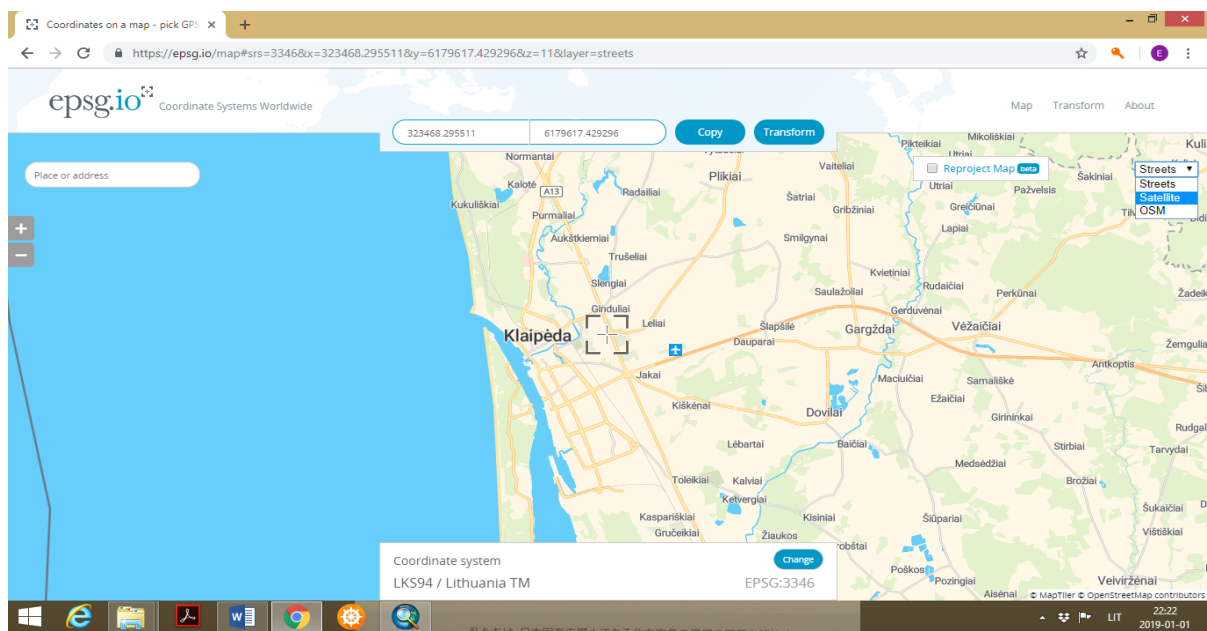 Coordinates on a map - pick GPS
https://epsg.io/map#srs=3346&x=323468.295511&y=6179617.429296&z=11&layer=streets
E
epsg.io Coordinate Systems Worldwide
Map Transform About
323468.295511 6179617.429296 Copy Transform
Place or address
Reproject Map beta
Streets
Streets
Satellite
OSM
Mikoliškiai
Pikteikiai
Kuli
Utriai
Normantai
Plikiai
Vaiteliai
Šakiniai
Kalotė
A13
Radailiai
Šatriai
Utriai
Pažvelsis
Kukuliškiai
Purmaliai
Gribžiniai
Greičiūnai
Lapiai
Aukštkiemiai
Smilgynai
Trušeliai
Kvietiniai
Slengiai
Saulažoliai
Rudaičiai
Perkūnai
Žadeik
Ginduliai
Gerduvėnai
Klaipėda
Leliai
Šlapšilė
Gargždai
Vėžaičiai
Dauparai
Žemgulia
Antkoptis
Jakai
Maciuičiai
Samališkė
Kiškėnai
Dovilai
Ežaičiai
Girininkai
Rudgal
Lėbartai
Baičiai
Stirbiai
Tarvydai
Medsėdžiai
Toleikiai
Kalviai
Brožiai
Ketvergiai
Kaspariškiai
Kisiniai
Šiūpariai
Šukaičiai
Gručeikiai
Žiaukos
Vištiškiai
robštai
Poškos
Pozingiai
Veiviržėnai
Aisėnai
© MapTiler © OpenStreetMap contributors
Coordinate system Change
LKS94 / Lithuania TM EPSG:3346
LIT
22:22
2019-01-01